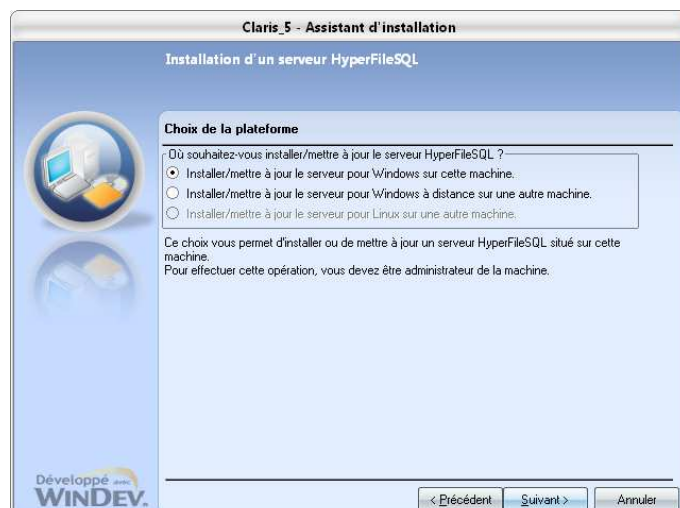 Claris_5 - Assistant d'installation
Installation d'un serveur HyperFileSQL
Choix de la plateforme
Où souhaitez-vous installer/mettre à jour le serveur HyperFileSQL ?
Installer/mettre à jour le serveur pour Windows sur cette machine.
Installer/mettre à jour le serveur pour Windows à distance sur une autre machine.
Installer/mettre à jour le serveur pour Linux sur une autre machine.
Ce choix vous permet d'installer ou de mettre à jour un serveur HyperFileSQL situé sur cette
machine.
Pour effectuer cette opération, vous devez être administrateur de la machine.
Développé avec
WINDEV.
< Précédent
Suivant >
Annuler